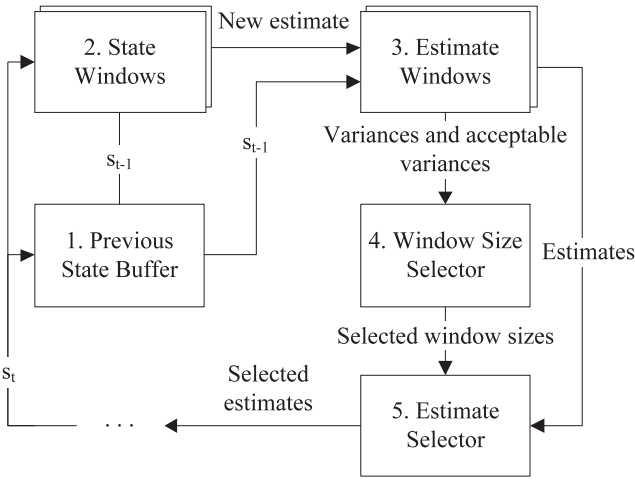 New estimate
2. State
Windows
3. Estimate
Windows
s_{t-1}
s_{t-1}
Variances and acceptable
variances
1. Previous
State Buffer
4. Window Size
Selector
Estimates
Selected window sizes
s_t
Selected
estimates
. . .
5. Estimate
Selector